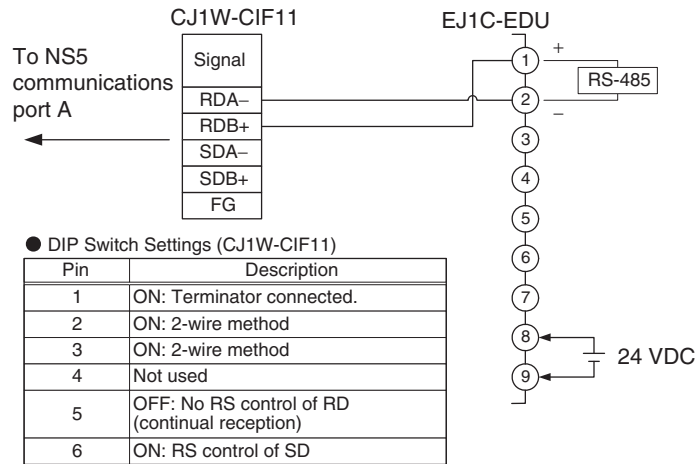 CJ1W-CIF11
EJ1C-EDU
To NS5
communications
port A
Signal
RDA−
RDB+
SDA−
SDB+
FG
1
+
RS-485
2
−
3
4
5
6
7
8
9
24 VDC
● DIP Switch Settings (CJ1W-CIF11)
Pin Description
1 ON: Terminator connected.
2 ON: 2-wire method
3 ON: 2-wire method
4 Not used
5 OFF: No RS control of RD
(continual reception)
6 ON: RS control of SD